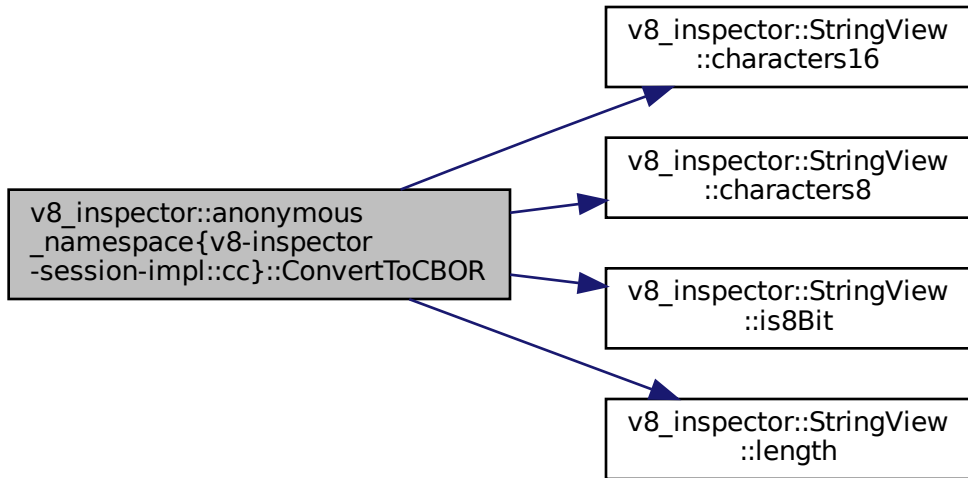 v8_inspector::StringView
::characters16
v8_inspector::StringView
::characters8
v8_inspector::anonymous
_namespace{v8-inspector
-session-impl::cc}::ConvertToCBOR
v8_inspector::StringView
::is8Bit
v8_inspector::StringView
::length